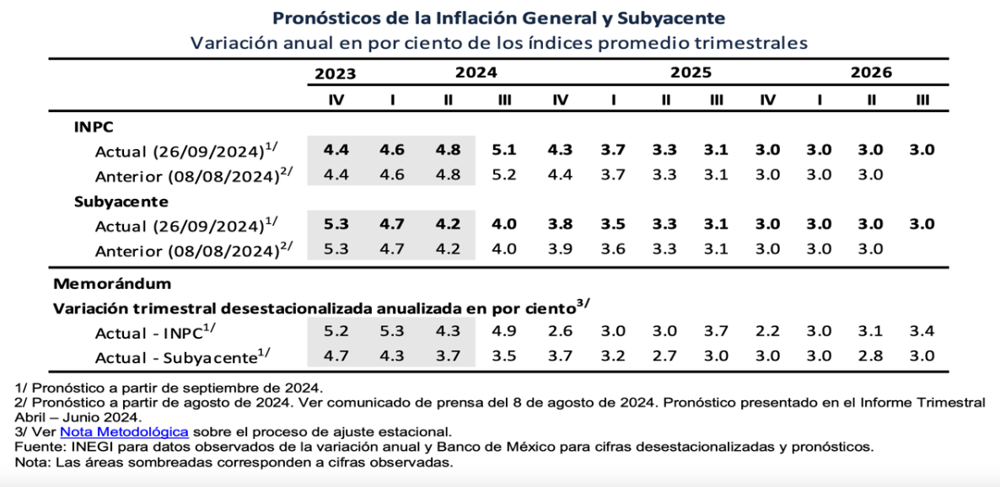 Pronósticos de la Inflación General y Subyacente
Variación anual en por ciento de los índices promedio trimestrales
2023 2024 2025 2026
IV I II III IV I II III IV I II III
INPC
Actual (26/09/2024)1/ 4.4 4.6 4.8 5.1 4.3 3.7 3.3 3.1 3.0 3.0 3.0 3.0
Anterior (08/08/2024)2/ 4.4 4.6 4.8 5.2 4.4 3.7 3.3 3.1 3.0 3.0 3.0
Subyacente
Actual (26/09/2024)1/ 5.3 4.7 4.2 4.0 3.8 3.5 3.3 3.1 3.0 3.0 3.0 3.0
Anterior (08/08/2024)2/ 5.3 4.7 4.2 4.0 3.9 3.6 3.3 3.1 3.0 3.0 3.0
Memorándum
Variación trimestral desestacionalizada anualizada en por ciento3/
Actual - INPC1/ 5.2 5.3 4.3 4.9 2.6 3.0 3.0 3.7 2.2 3.0 3.1 3.4
Actual - Subyacente1/ 4.7 4.3 3.7 3.5 3.7 3.2 2.7 3.0 3.0 3.0 2.8 3.0
1/ Pronóstico a partir de septiembre de 2024.
2/ Pronóstico a partir de agosto de 2024. Ver comunicado de prensa del 8 de agosto de 2024. Pronóstico presentado en el Informe Trimestral
Abril – Junio 2024.
3/ Ver Nota Metodológica sobre el proceso de ajuste estacional.
Fuente: INEGI para datos observados de la variación anual y Banco de México para cifras desestacionalizadas y pronósticos.
Nota: Las áreas sombreadas corresponden a cifras observadas.